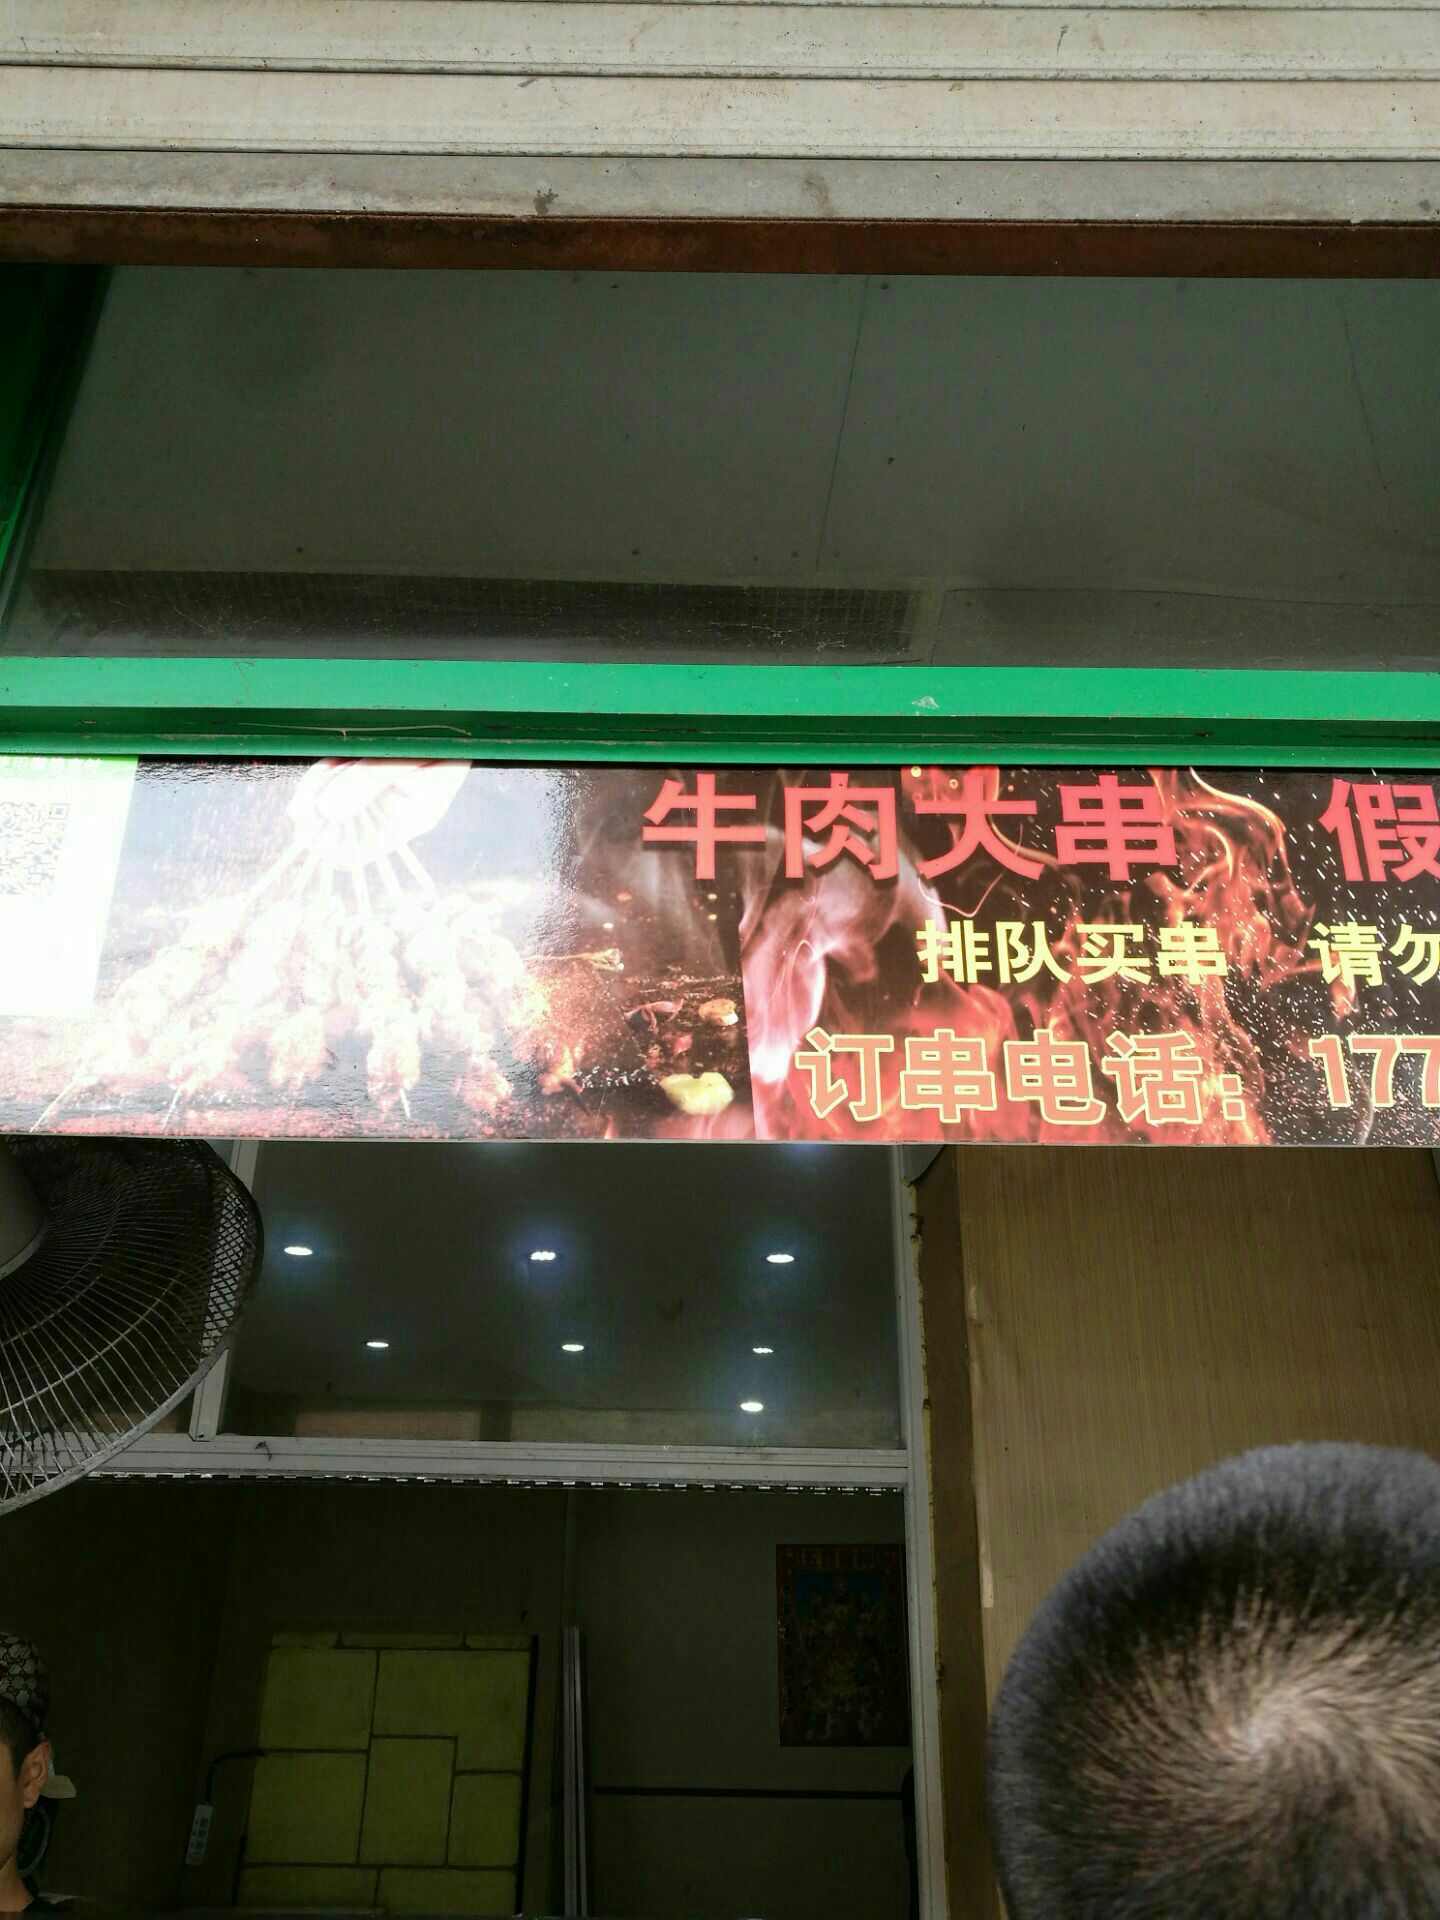 牛肉大串 假
排队买串 请勿
订串电话： 177